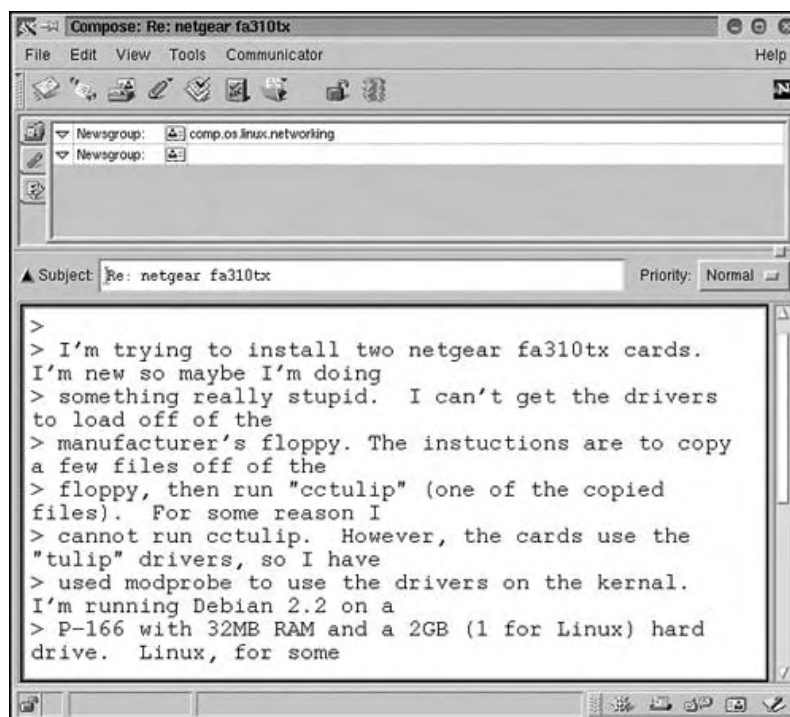 Compose: Re: netgear fa310tx
File Edit View Tools Communicator Help
N
Newsgroup: comp.os.linux.networking
Newsgroup:
Subject: Re: netgear fa310tx Priority: Normal
>
> I'm trying to install two netgear fa310tx cards.
I'm new so maybe I'm doing
> something really stupid. I can't get the drivers
to load off of the
> manufacturer's floppy. The instuctions are to copy
a few files off of the
> floppy, then run "cctulip" (one of the copied
files). For some reason I
> cannot run cctulip. However, the cards use the
"tulip" drivers, so I have
> used modprobe to use the drivers on the kernal.
I'm running Debian 2.2 on a
> P-166 with 32MB RAM and a 2GB (1 for Linux) hard
drive. Linux, for some